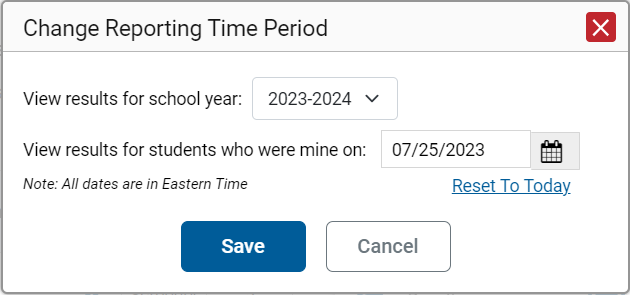 Change Reporting Time Period
View results for school year: 2023-2024
View results for students who were mine on: 07/25/2023
Note: All dates are in Eastern Time Reset To Today
Save Cancel